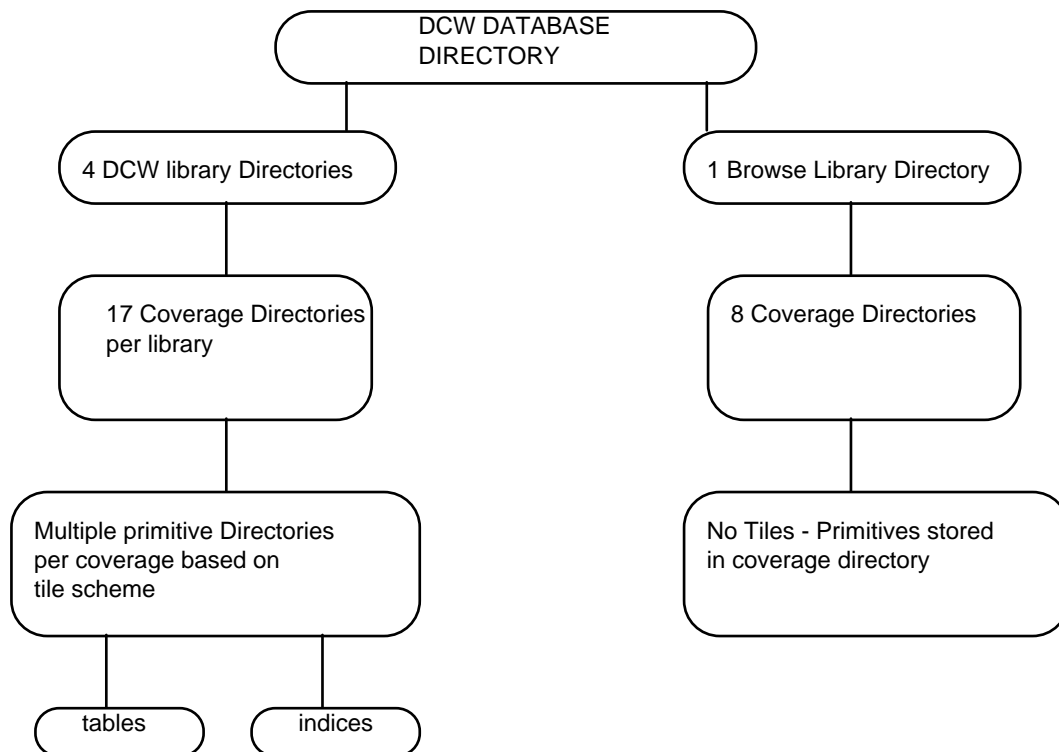 DCW DATABASE
DIRECTORY
4 DCW library Directories
1 Browse Library Directory
17 Coverage Directories
per library
8 Coverage Directories
Multiple primitive Directories
per coverage based on
tile scheme
No Tiles - Primitives stored
in coverage directory
tables
indices